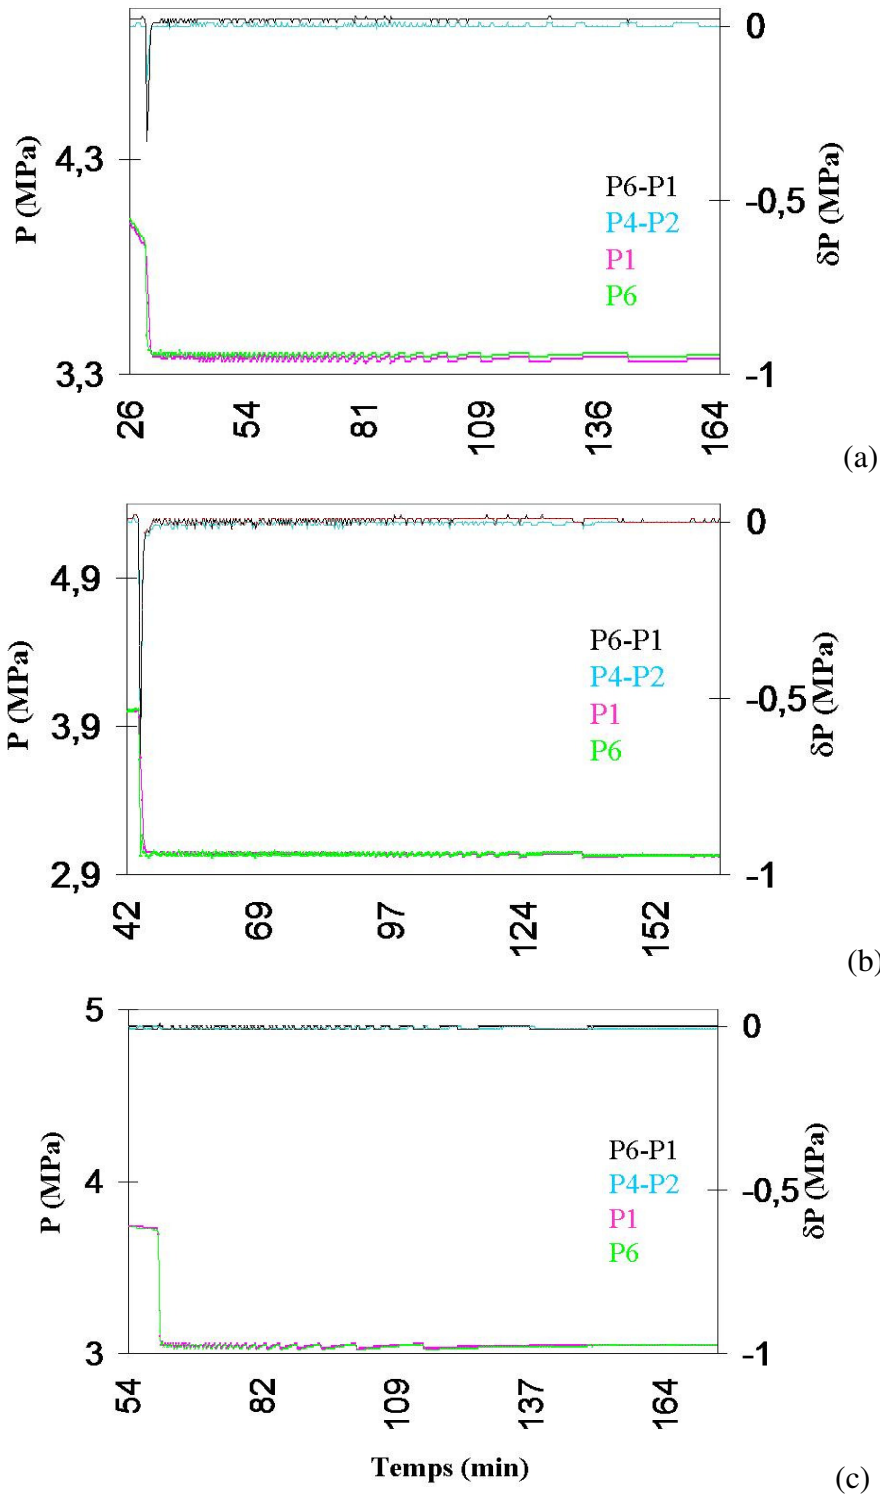 P (MPa)
4,3
3,3
0
-0,5
-1
δP (MPa)
P6-P1
P4-P2
P1
P6
26
54
81
109
136
164
(a)
P (MPa)
4,9
3,9
2,9
0
-0,5
-1
δP (MPa)
P6-P1
P4-P2
P1
P6
42
69
97
124
152
(b)
P (MPa)
5
4
3
0
-0,5
-1
δP (MPa)
P6-P1
P4-P2
P1
P6
54
82
109
137
164
Temps (min)
(c)